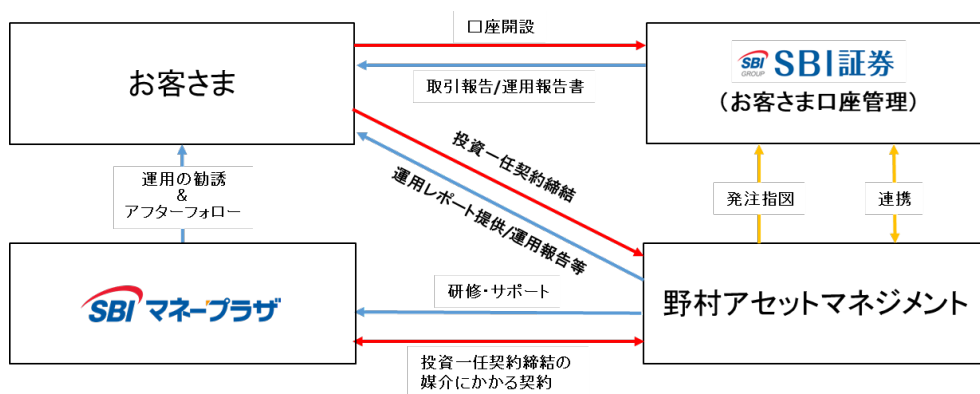 口座開設
お客さま
SBI GROUP SBI証券
(お客さま口座管理)
取引報告/運用報告書
投資一任契約締結
運用レポート提供/運用報告等
運用の勧誘
&
アフターフォロー
発注指図
連携
SBI マネープラザ
研修・サポート
野村アセットマネジメント
投資一任契約締結の
媒介にかかる契約